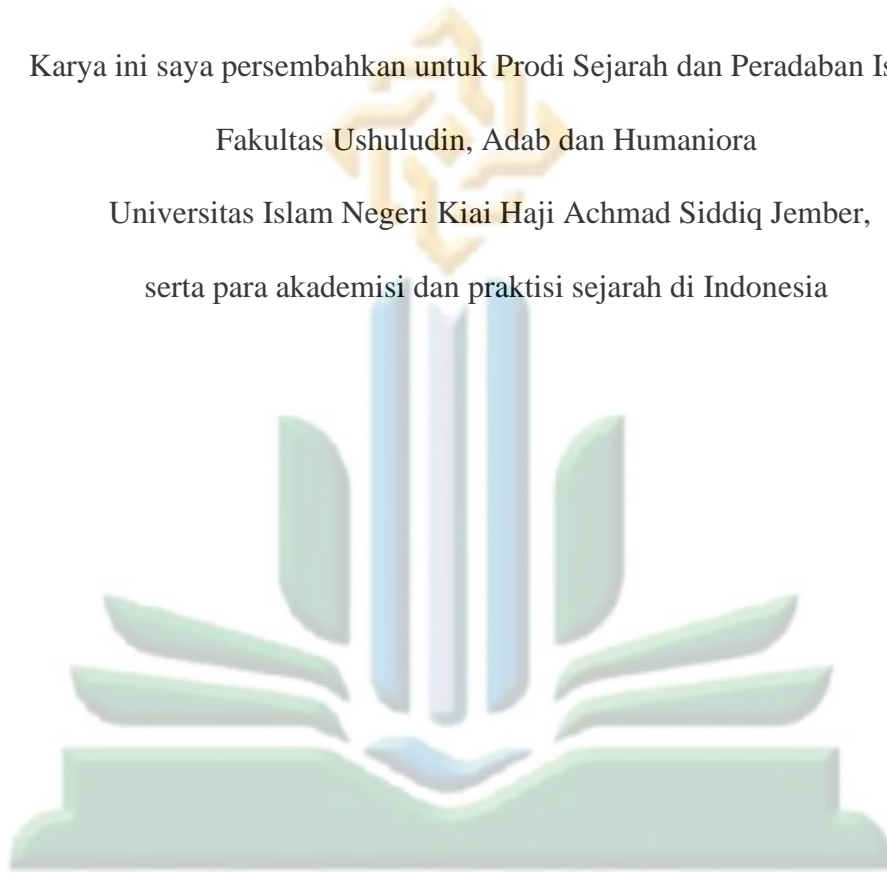 Karya ini saya persembahkan untuk Prodi Sejarah dan Peradaban
Fakultas Ushuludin, Adab dan Humaniora
Universitas Islam Negeri Kiai Haji Achmad Siddiq Jember,
serta para akademisi dan praktisi sejarah di Indonesia